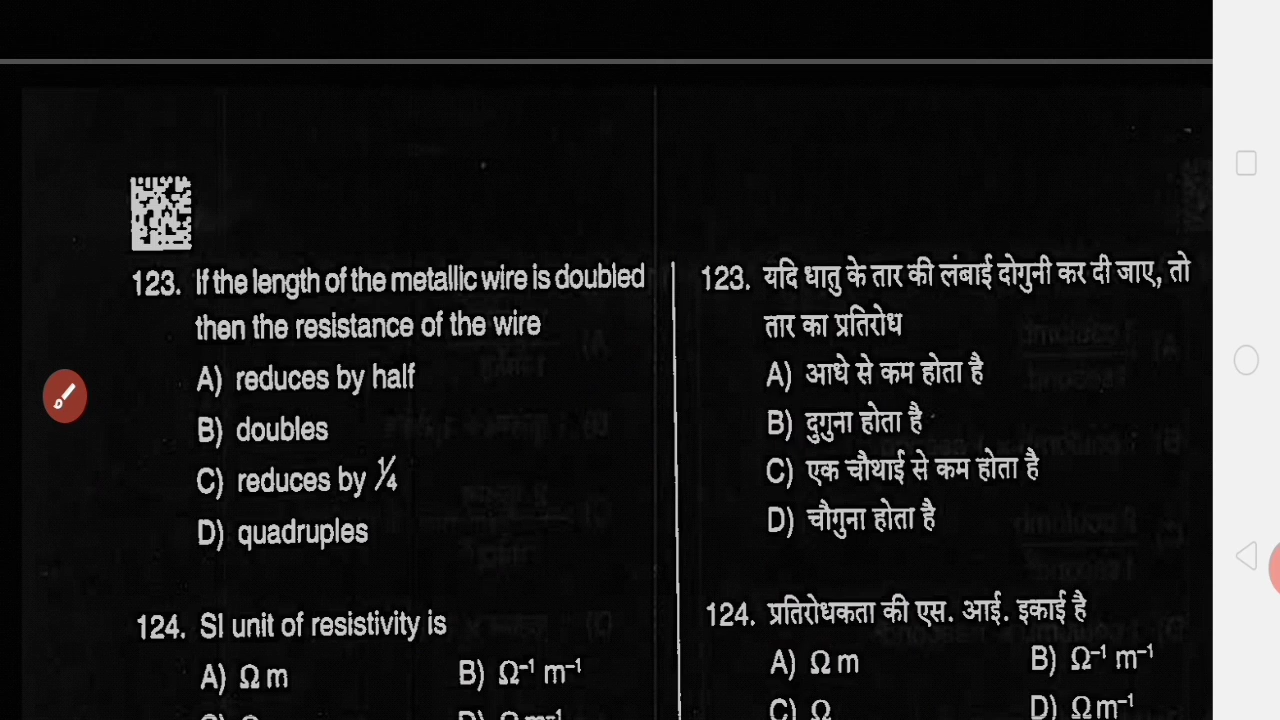 123. If the length of the metallic wire is doubled
then the resistance of the wire
A) reduces by half
B) doubles
C) reduces by ¼
D) quadruples
124. SI unit of resistivity is
A) Ω m B) Ω⁻¹ m⁻¹
C) Ω D) Ω m⁻¹
123. यदि धातु के तार की लंबाई दोगुनी कर दी जाए, तो
तार का प्रतिरोध
A) आधे से कम होता है
B) दुगुना होता है
C) एक चौथाई से कम होता है
D) चौगुना होता है
124. प्रतिरोधकता की एस. आई. इकाई है
A) Ω m B) Ω⁻¹ m⁻¹
C) Ω D) Ω m⁻¹